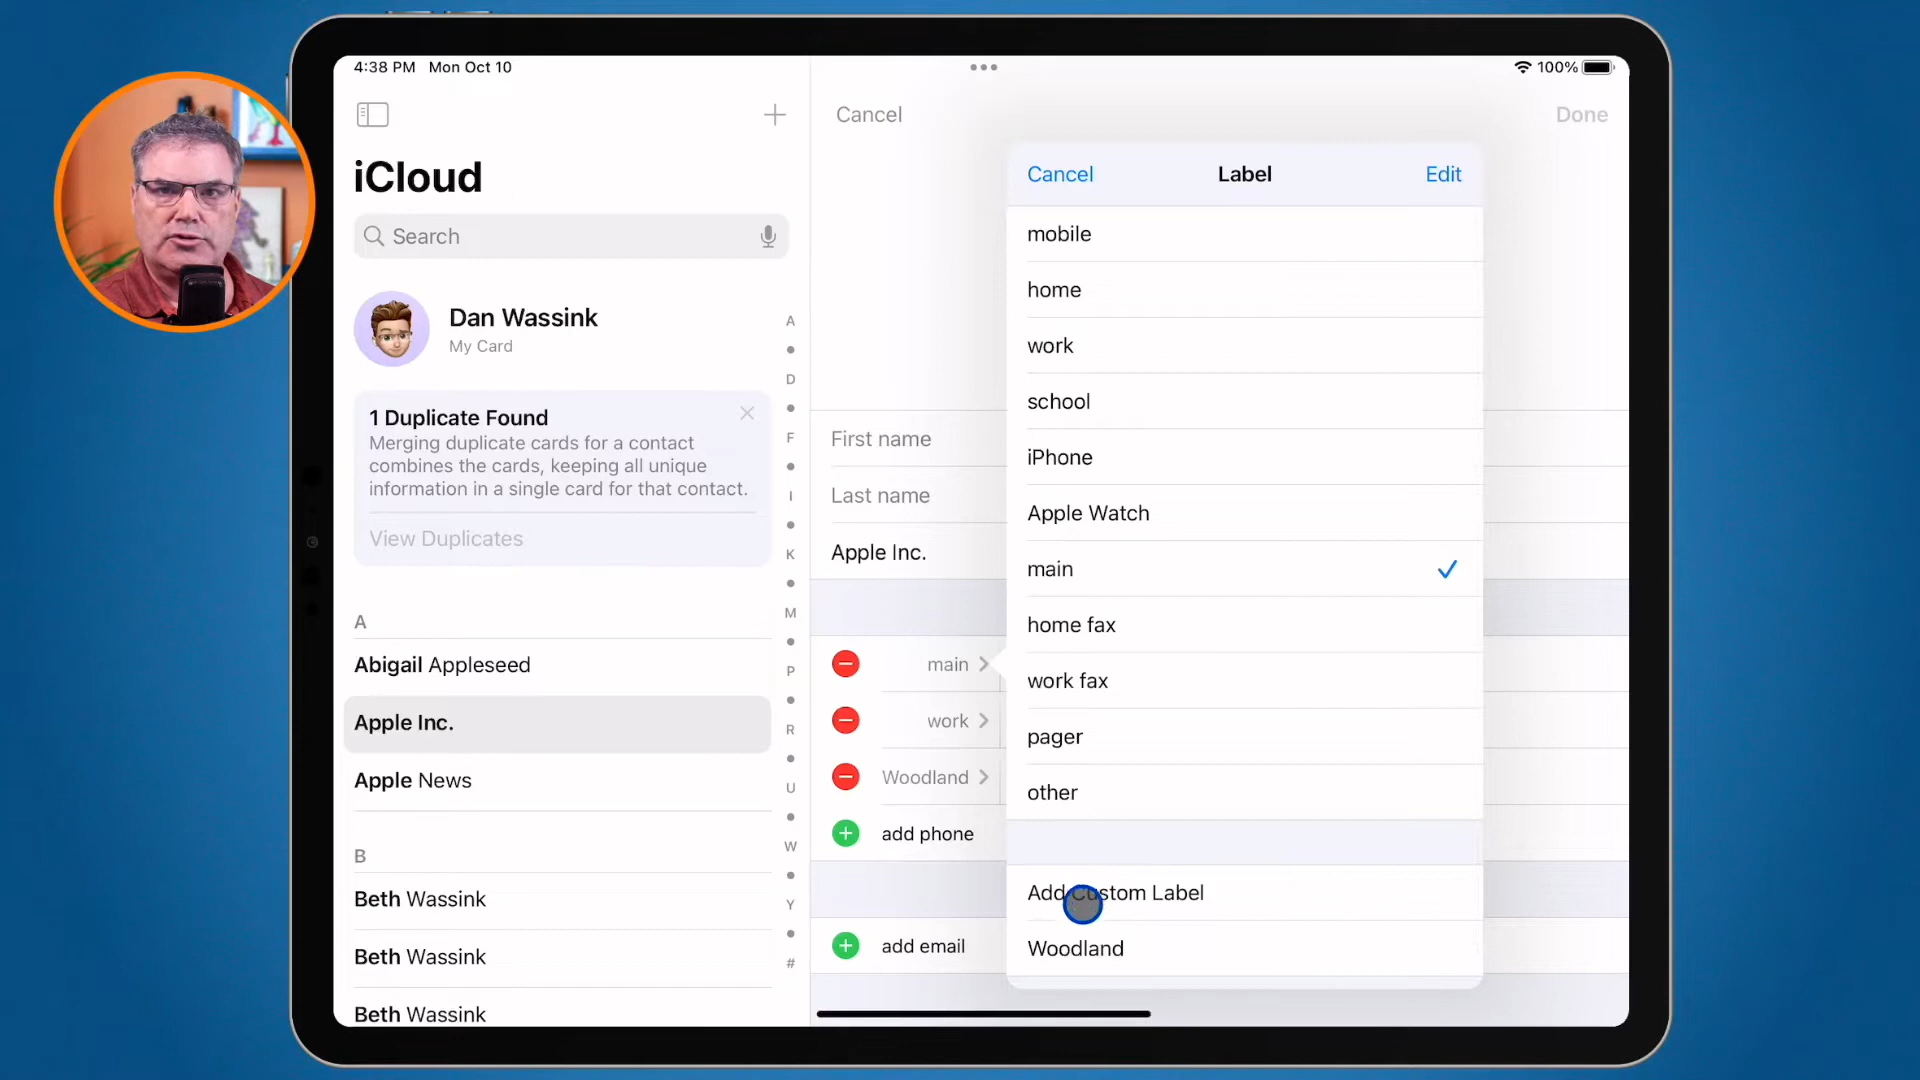 4:38 PM Mon Oct 10
100%
iCloud
Search
Dan Wassink
My Card
1 Duplicate Found
Merging duplicate cards for a contact
combines the cards, keeping all unique
information in a single card for that contact.
View Duplicates
A
Abigail Appleseed
Apple Inc.
Apple News
B
Beth Wassink
Beth Wassink
Beth Wassink
A
D
F
I
K
M
P
R
U
W
Y
#
Cancel
Done
First name
Last name
Apple Inc.
main
work
Woodland
add phone
add email
Cancel
Label
Edit
mobile
home
work
school
iPhone
Apple Watch
main
home fax
work fax
pager
other
Add Custom Label
Woodland